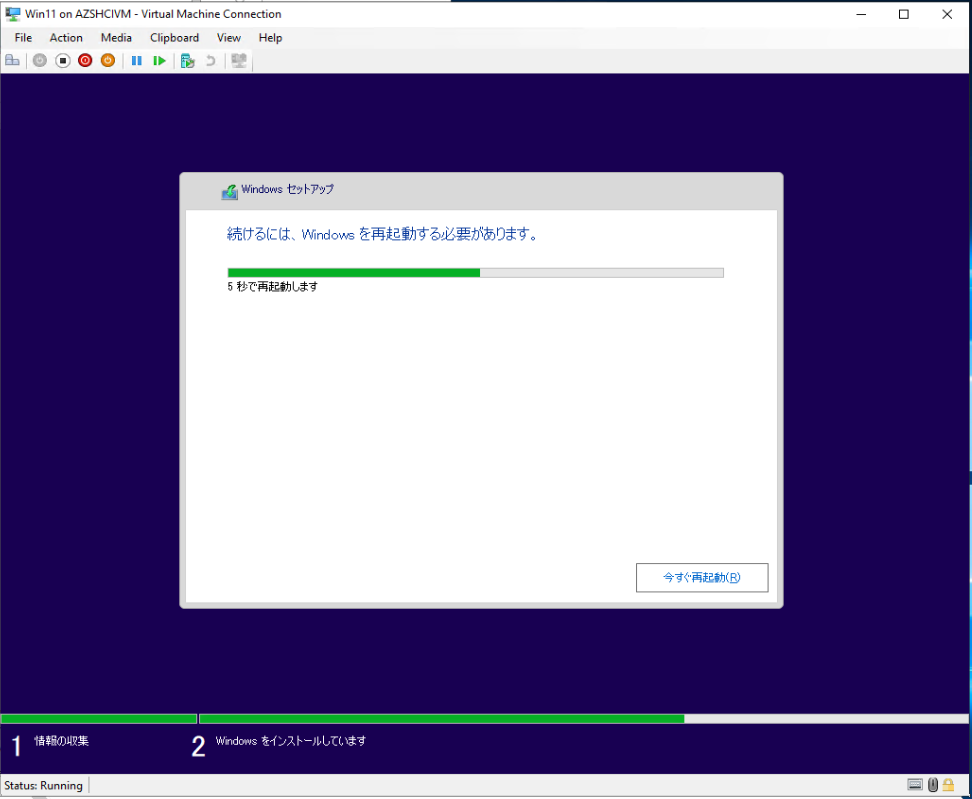 Win11 on AZSHCIVM - Virtual Machine Connection
File Action Media Clipboard View Help
Windows セットアップ
続けるには、Windows を再起動する必要があります。
5 秒で再起動します
今すぐ再起動(R)
1 情報の収集 2 Windows をインストールしています
Status: Running